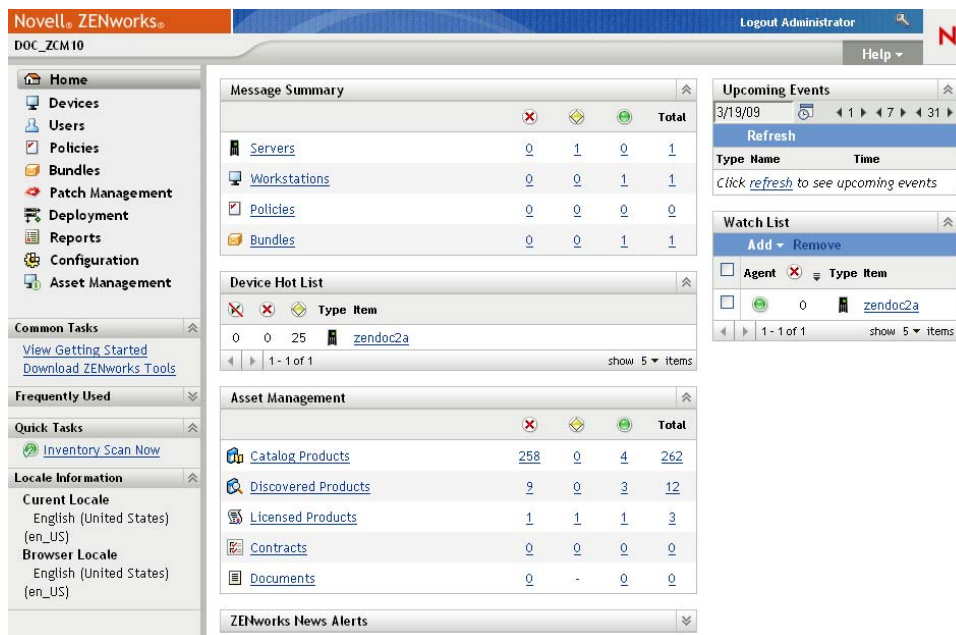 Novell® ZENworks®
Logout Administrator
N
DOC_ZCM10
Help
Home
Devices
Users
Policies
Bundles
Patch Management
Deployment
Reports
Configuration
Asset Management
Common Tasks
View Getting Started
Download ZENworks Tools
Frequently Used
Quick Tasks
Inventory Scan Now
Locale Information
Curent Locale
English (United States)
(en_US)
Browser Locale
English (United States)
(en_US)
Message Summary
Total
Servers 0 1 0 1
Workstations 0 0 1 1
Policies 0 0 0 0
Bundles 0 0 1 1
Device Hot List
Type Item
0 0 25 zendoc2a
1 - 1 of 1 show 5 items
Asset Management
Total
Catalog Products 258 0 4 262
Discovered Products 9 0 3 12
Licensed Products 1 1 1 3
Contracts 0 0 0 0
Documents 0 - 0 0
ZENworks News Alerts
Upcoming Events
3/19/09 1 7 31
Refresh
Type Name Time
Click refresh to see upcoming events
Watch List
Add Remove
Agent Type Item
0 zendoc2a
1 - 1 of 1 show 5 items